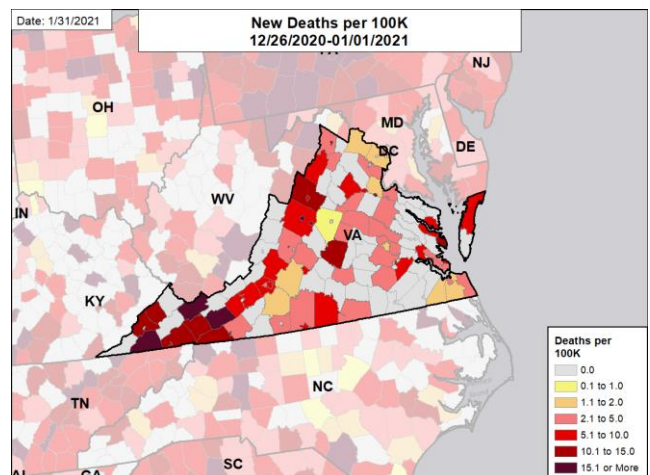 Date: 1/31/2021
New Deaths per 100K
12/26/2020-01/01/2021
NJ
OH
MD
DC
DE
WV
IN
VA
KY
Deaths per
100K
0.0
0.1 to 1.0
1.1 to 2.0
2.1 to 5.0
5.1 to 10.0
10.1 to 15.0
15.1 or More
NC
TN
SC